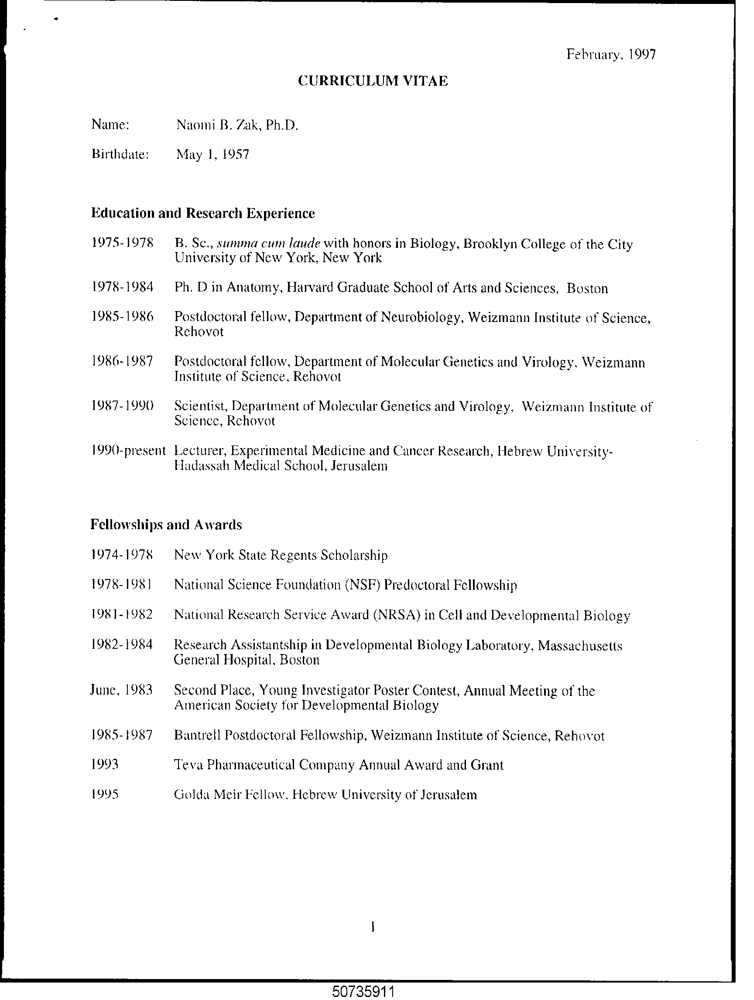 February, 1997
CURRICULUM VITAE
Name: Naomi B. Zak, Ph.D.
Birthdate: May 1, 1957
Education and Research Experience
1975-1978 B. Sc., summa cum laude with honors in Biology, Brooklyn College of the City
University of New York, New York
1978-1984 Ph. D in Anatomy, Harvard Graduate School of Arts and Sciences, Boston
1985-1986 Postdoctoral fellow, Department of Neurobiology, Weizmann Institute of Science,
Rehovot
1986-1987 Postdoctoral fellow, Department of Molecular Genetics and Virology, Weizmann
Institute of Science, Rehovot
1987-1990 Scientist, Department of Molecular Genetics and Virology, Weizmann Institute of
Science, Rehovot
1990-present Lecturer, Experimental Medicine and Cancer Research, Hebrew University-
Hadassah Medical School, Jerusalem
Fellowships and Awards
1974-1978 New York State Regents Scholarship
1978-1981 National Science Foundation (NSF) Predoctoral Fellowship
1981-1982 National Research Service Award (NRSA) in Cell and Developmental Biology
1982-1984 Research Assistantship in Developmental Biology Laboratory, Massachusetts
General Hospital, Boston
June, 1983 Second Place, Young Investigator Poster Contest, Annual Meeting of the
American Society for Developmental Biology
1985-1987 Bantrell Postdoctoral Fellowship, Weizmann Institute of Science, Rehovot
1993 Teva Pharmaceutical Company Annual Award and Grant
1995 Golda Meir Fellow, Hebrew University of Jerusalem
1
50735911